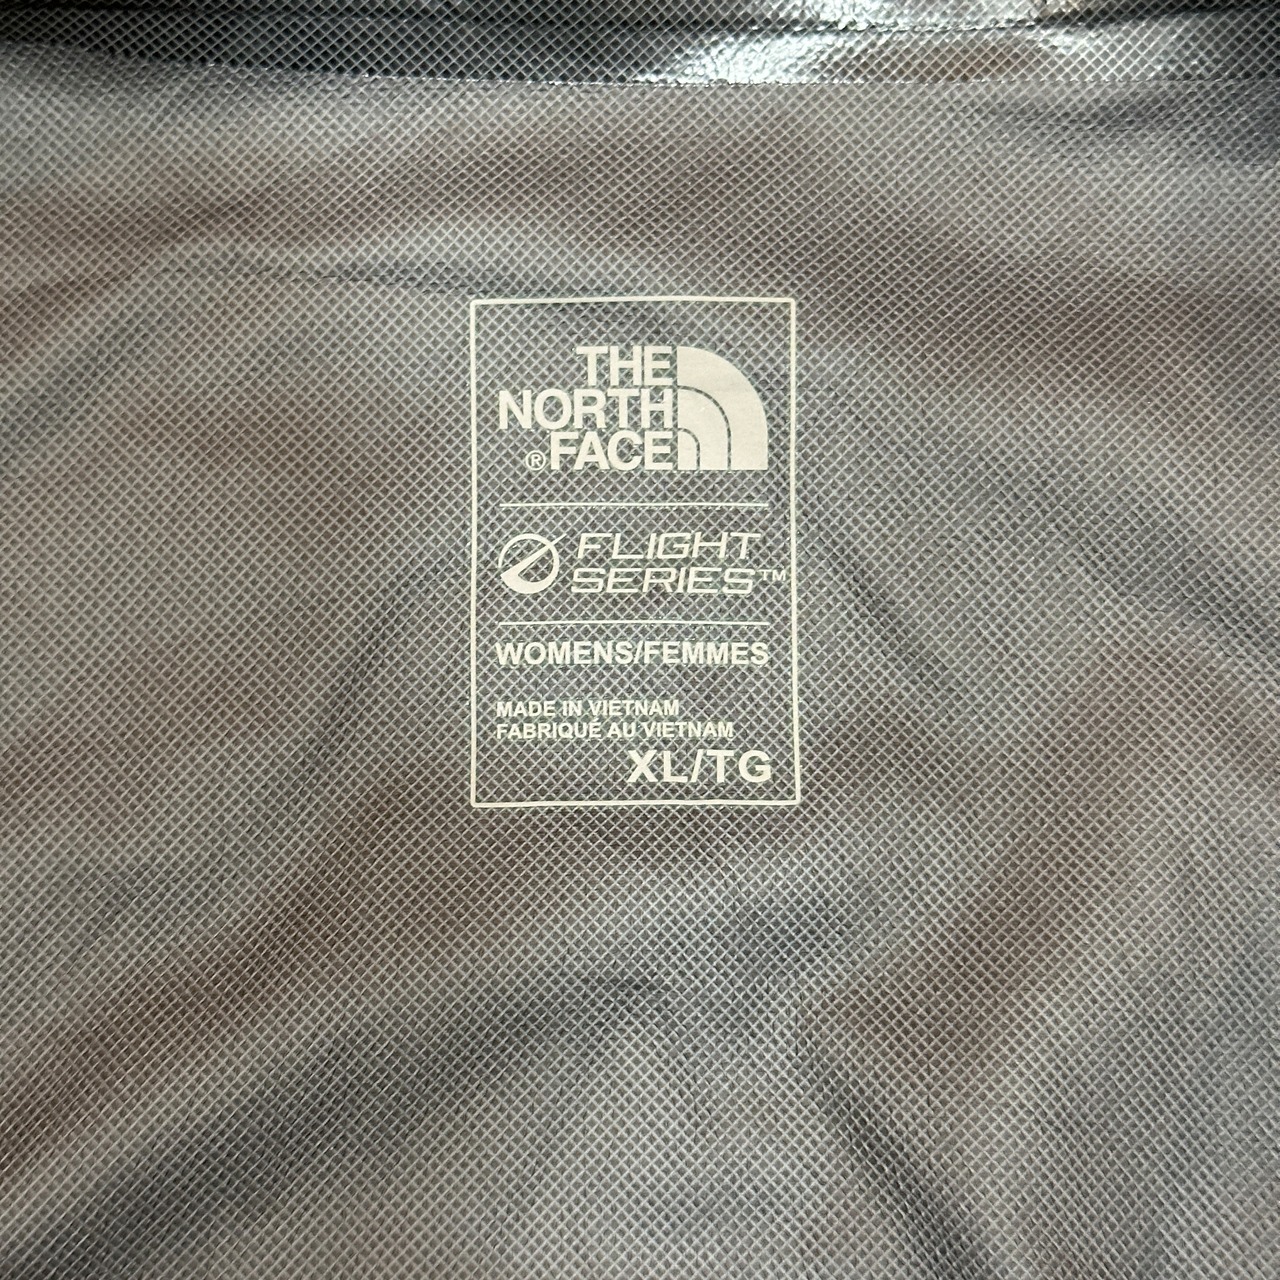 THE
NORTH
®FACE
FLIGHT
SERIES™
WOMENS/FEMMES
MADE IN VIETNAM
FABRIQUÉ AU VIETNAM
XL/TG